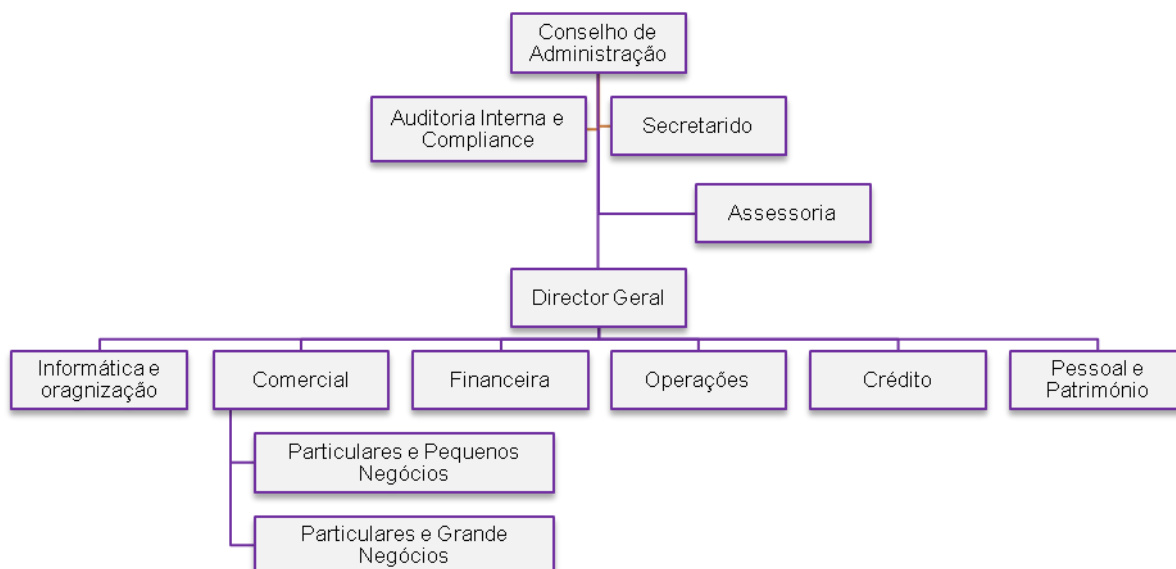 Conselho de
Administração
Auditoria Interna e
Compliance
Secretarido
Assessoria
Director Geral
Informática e
oragnização
Comercial
Financeira
Operações
Crédito
Pessoal e
Património
Particulares e Pequenos
Negócios
Particulares e Grande
Negócios